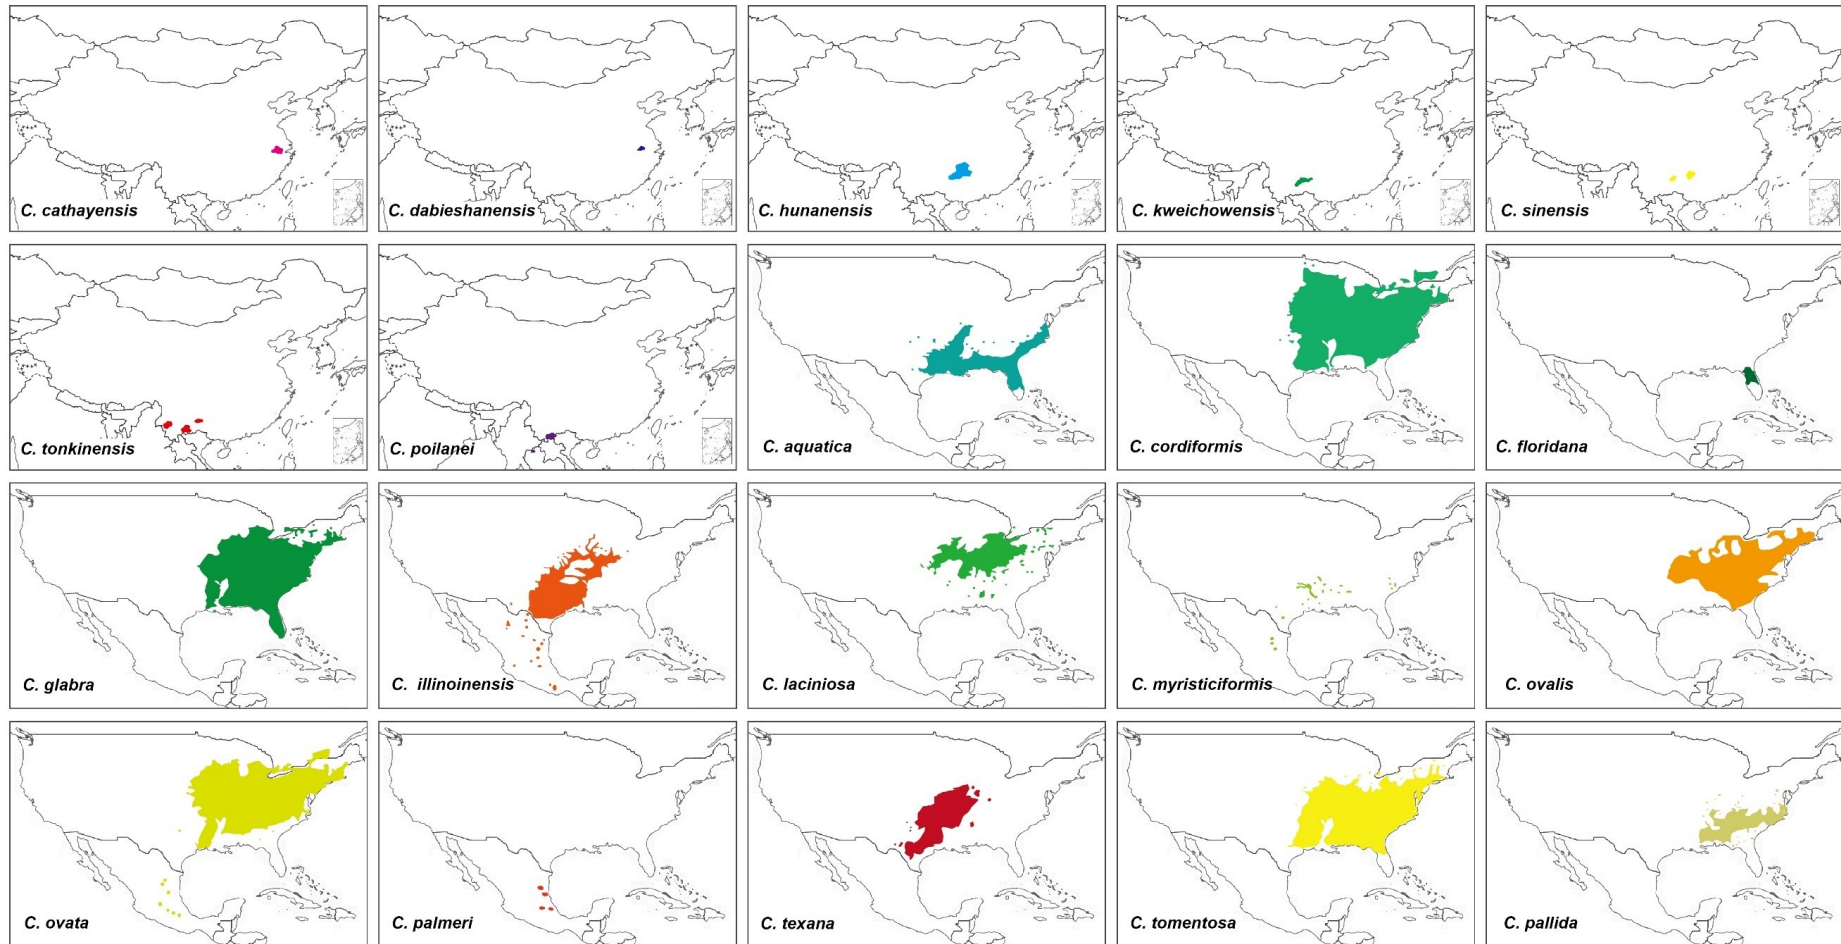 C. cathayensis
C. dabieshanensis
C. hunanensis
C. kweichowensis
C. sinensis
C. tonkinensis
C. poilanei
C. aquatica
C. cordiformis
C. floridana
C. glabra
C. illinoinensis
C. laciniosa
C. myristiciformis
C. ovalis
C. ovata
C. palmeri
C. texana
C. tomentosa
C. pallida